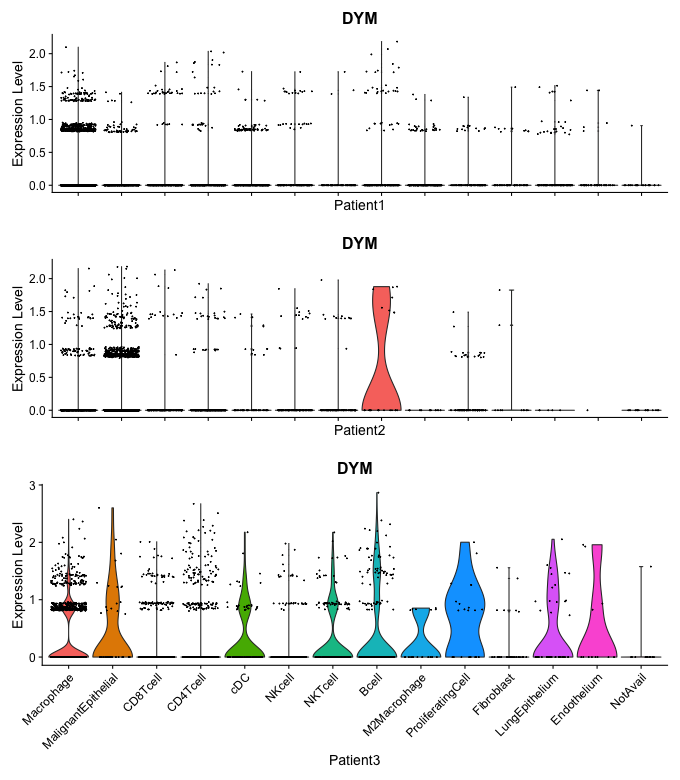 DYM
Expression Level
2.0
1.5
1.0
0.5
0.0
Patient1
DYM
Expression Level
2.0
1.5
1.0
0.5
0.0
Patient2
DYM
Expression Level
3
2
1
0
Macrophage
MalignantEpithelial
CD8Tcell
CD4Tcell
cDC
NKcell
NKTcell
Bcell
M2Macrophage
ProliferatingCell
Fibroblast
LungEpithelium
Endothelium
NotAvail
Patient3